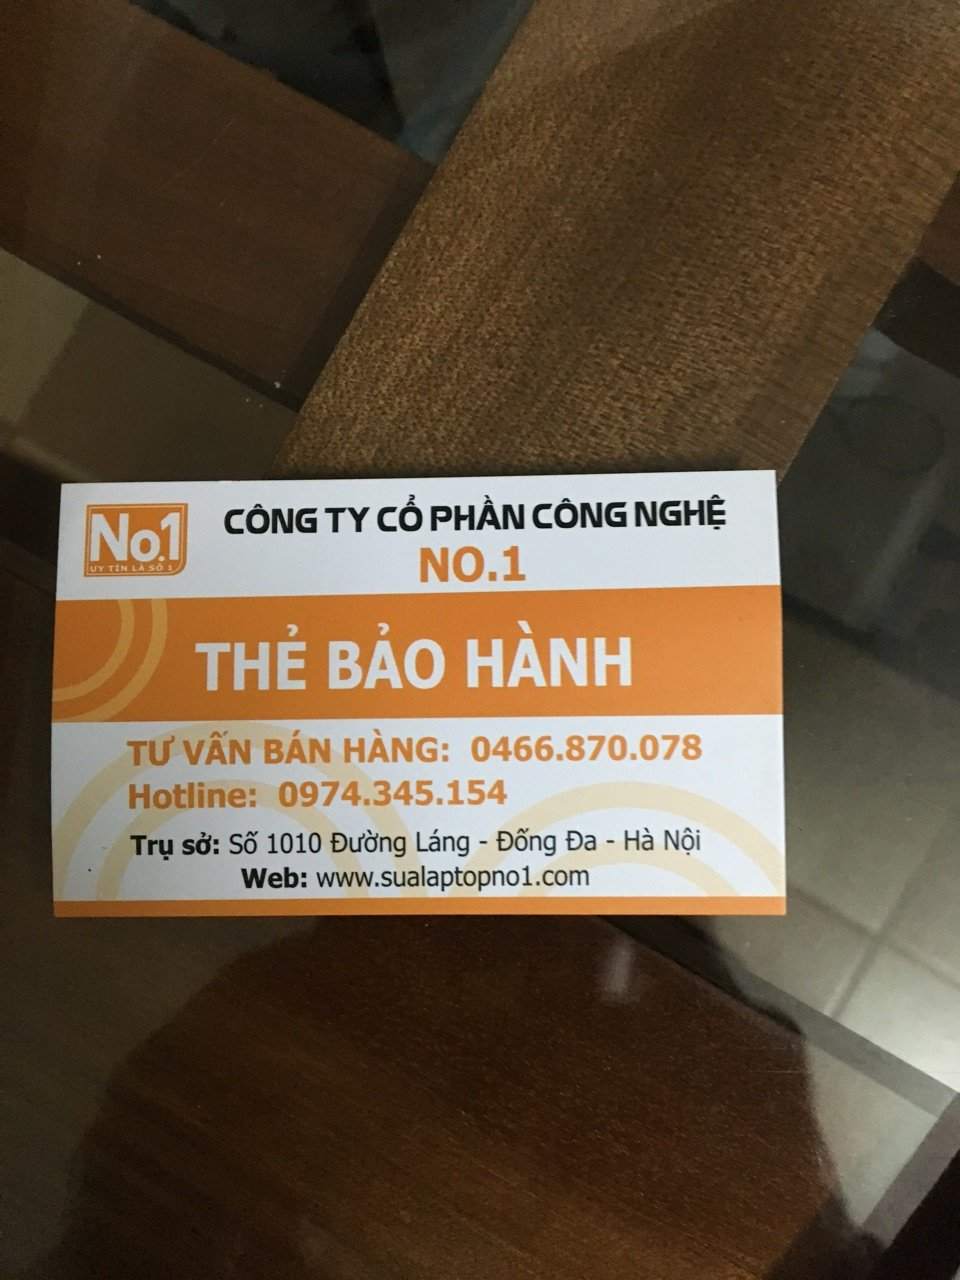 No.1
UY TÍN LÀ SỐ 1
CÔNG TY CỔ PHẦN CÔNG NGHỆ
NO.1
THẺ BẢO HÀNH
TƯ VẤN BÁN HÀNG: 0466.870.078
Hotline: 0974.345.154
Trụ sở: Số 1010 Đường Láng - Đống Đa - Hà Nội
Web: www.sualaptopno1.com